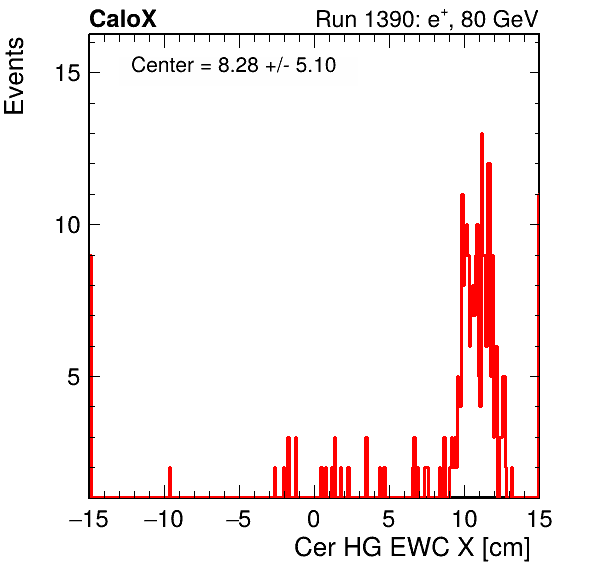 CaloX
Run 1390: e+, 80 GeV
Center = 8.28 +/- 5.10
Events
15
10
5
−15 −10 −5 0 5 10 15
Cer HG EWC X [cm]